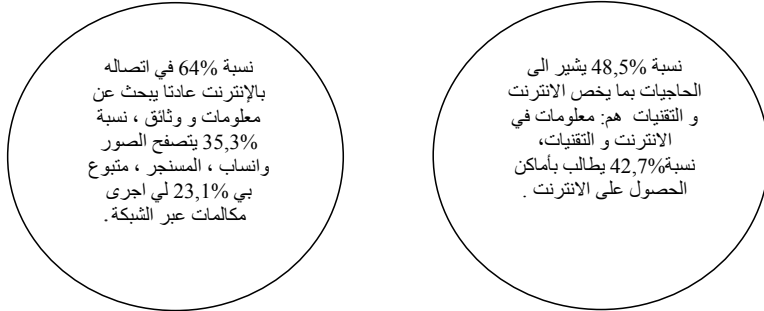 نسبة 48,5% يشير الى
الحاجيات بما يخص الانترنت
و التقنيات هم: معلومات في
الانترنت و التقنيات،
نسبة42,7% يطالب بأماكن
الحصول على الانترنت .
نسبة 64% في اتصاله
بالإنترنت عادتا يبحث عن
معلومات و وثائق ، نسبة
35,3% يتصفح الصور
وانساب ، المسنجر ، متبوع
بي 23,1% لي اجرى
مكالمات عبر الشبكة.